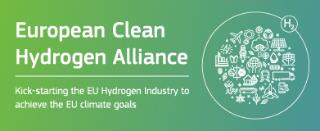 European Clean
Hydrogen Alliance
Kick-starting the EU Hydrogen Industry to
achieve the EU climate goals
H₂